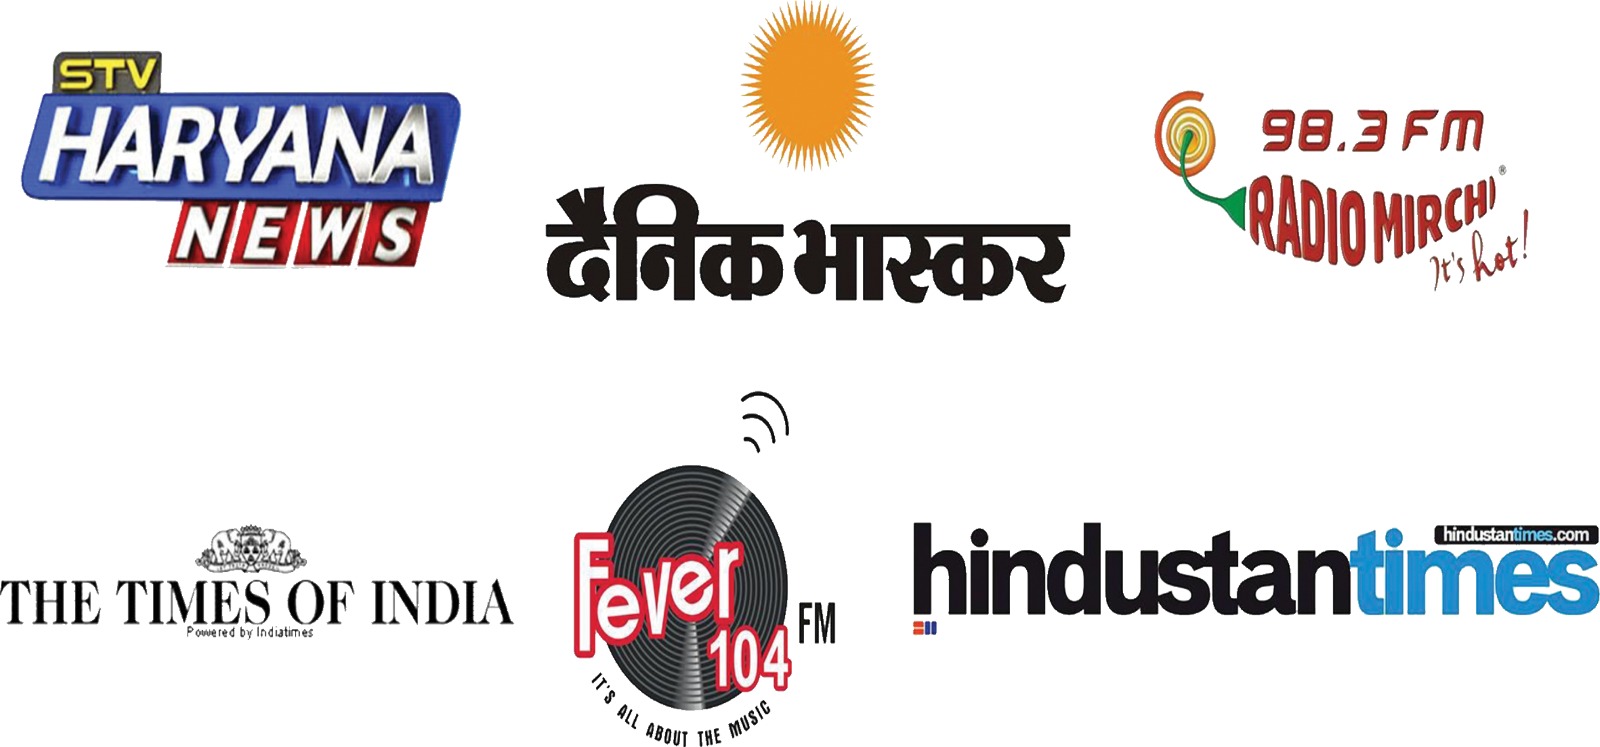 STV
HARYANA
NEWS
दैनिक भास्कर
98.3 FM
RADIO MIRCHI ®
It's hot!
THE TIMES OF INDIA
Powered by Indiatimes
Fever
104
FM
IT'S ALL ABOUT THE MUSIC
hindustantimes.com
hindustantimes